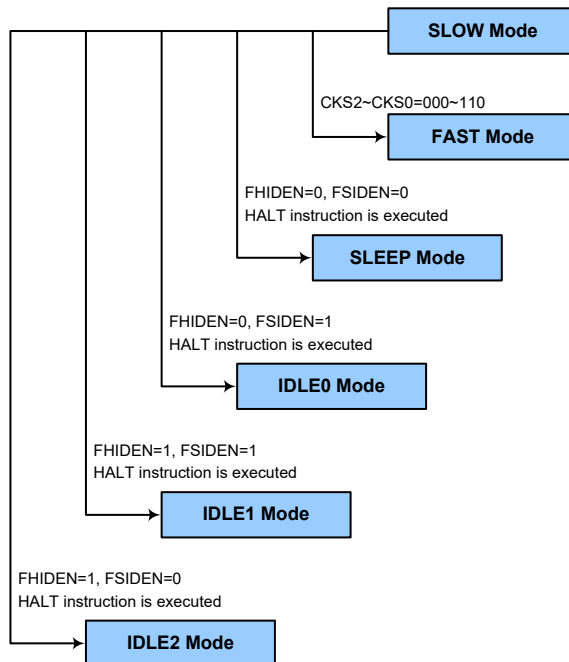 SLOW Mode
CKS2~CKS0=000~110
FAST Mode
FHIDEN=0, FSIDEN=0
HALT instruction is executed
SLEEP Mode
FHIDEN=0, FSIDEN=1
HALT instruction is executed
IDLE0 Mode
FHIDEN=1, FSIDEN=1
HALT instruction is executed
IDLE1 Mode
FHIDEN=1, FSIDEN=0
HALT instruction is executed
IDLE2 Mode